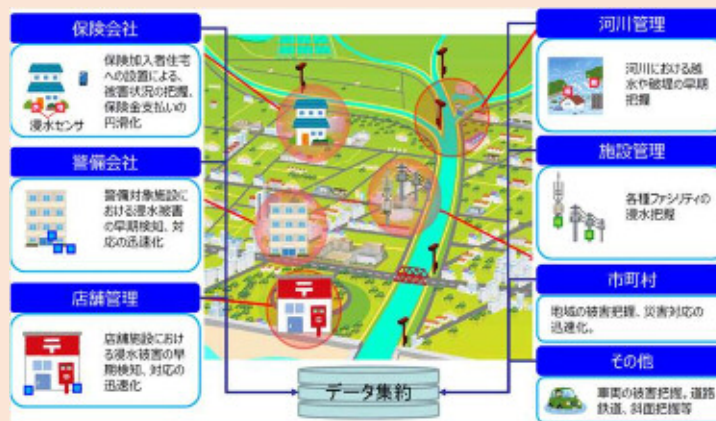 保険会社
保険加入者住宅
への設置による、
被害状況の把握、
保険金支払いの
円滑化
浸水センサ
警備会社
警備対象施設に
おける浸水被害
の早期検知、対
応の迅速化
店舗管理
店舗施設におけ
る浸水被害の早
期検知、対応の
迅速化
データ集約
河川管理
河川における越
水や破堤の早期
把握
施設管理
各種ファシリティの
浸水把握
市町村
地域の被害把握、災害対応の
迅速化。
その他
車両の被害把握、道路
鉄道、斜面把握等